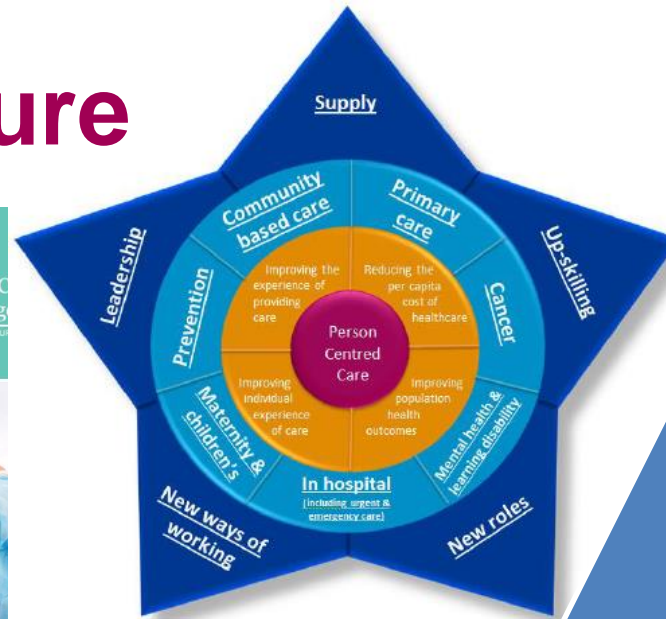 ure
Supply
Leadership
Up-skilling
New ways of
working
New roles
Community
based care
Primary
care
Prevention
Cancer
Maternity &
children's
Mental health &
learning disability
In hospital
(including urgent &
emergency care)
Improving the
experience of
providing
care
Reducing the
per capita
cost of
healthcare
Improving
individual
experience
of care
Improving
population
health
outcomes
Person
Centred
Care